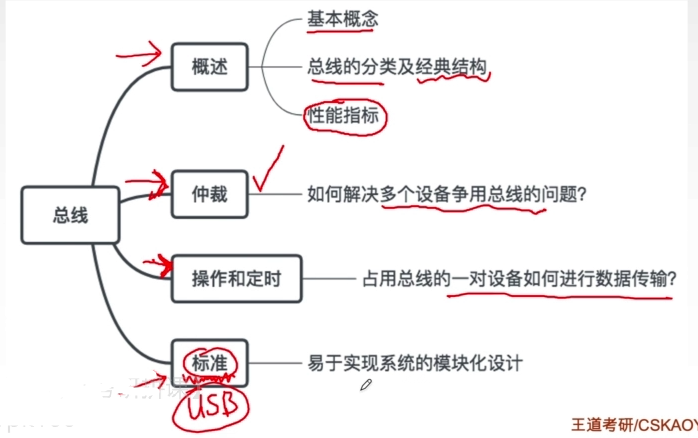 基本概念
概述
总线的分类及经典结构
性能指标
仲裁
如何解决多个设备争用总线的问题?
总线
操作和定时
占用总线的一对设备如何进行数据传输?
标准
易于实现系统的模块化设计
USB
王道考研/CSKAOY